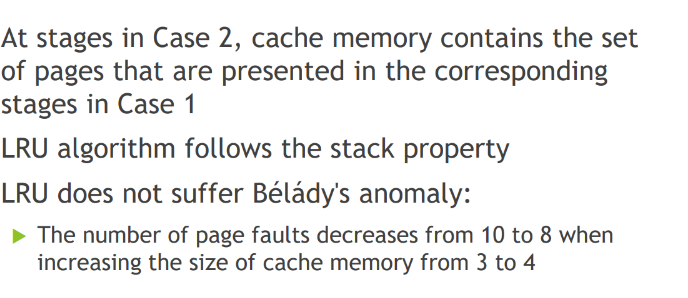 At stages in Case 2, cache memory contains the set
of pages that are presented in the corresponding
stages in Case 1
LRU algorithm follows the stack property
LRU does not suffer Bélády's anomaly:
The number of page faults decreases from 10 to 8 when
increasing the size of cache memory from 3 to 4